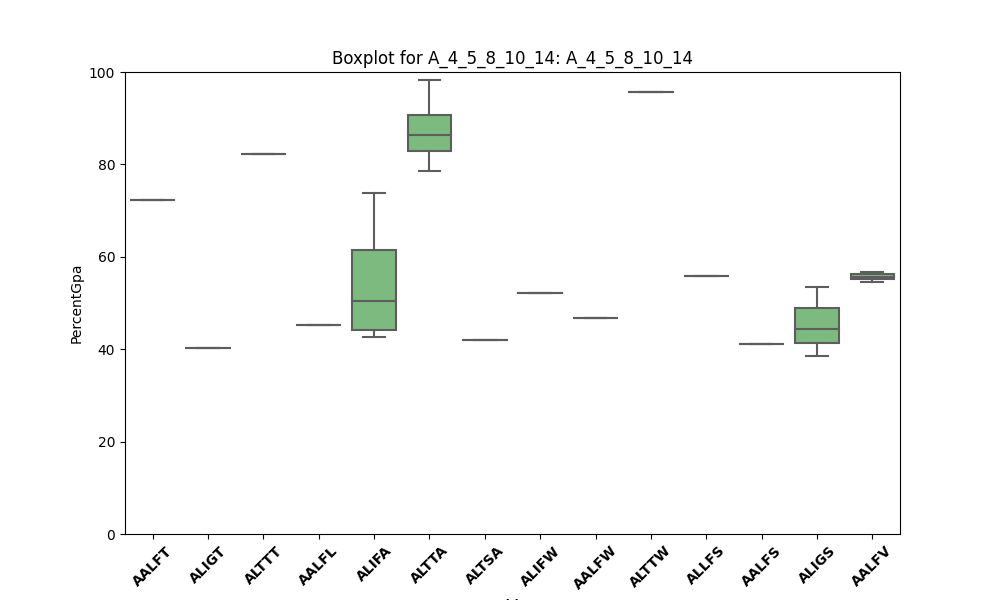 Boxplot for A_4_5_8_10_14: A_4_5_8_10_14
100
80
60
40
20
0
PercentGpa
AALFT ALIGT ALTTT AALFL ALIFA ALTTA ALTSA ALIFW AALFW ALTTW ALLFS AALFS ALIGS AALFV